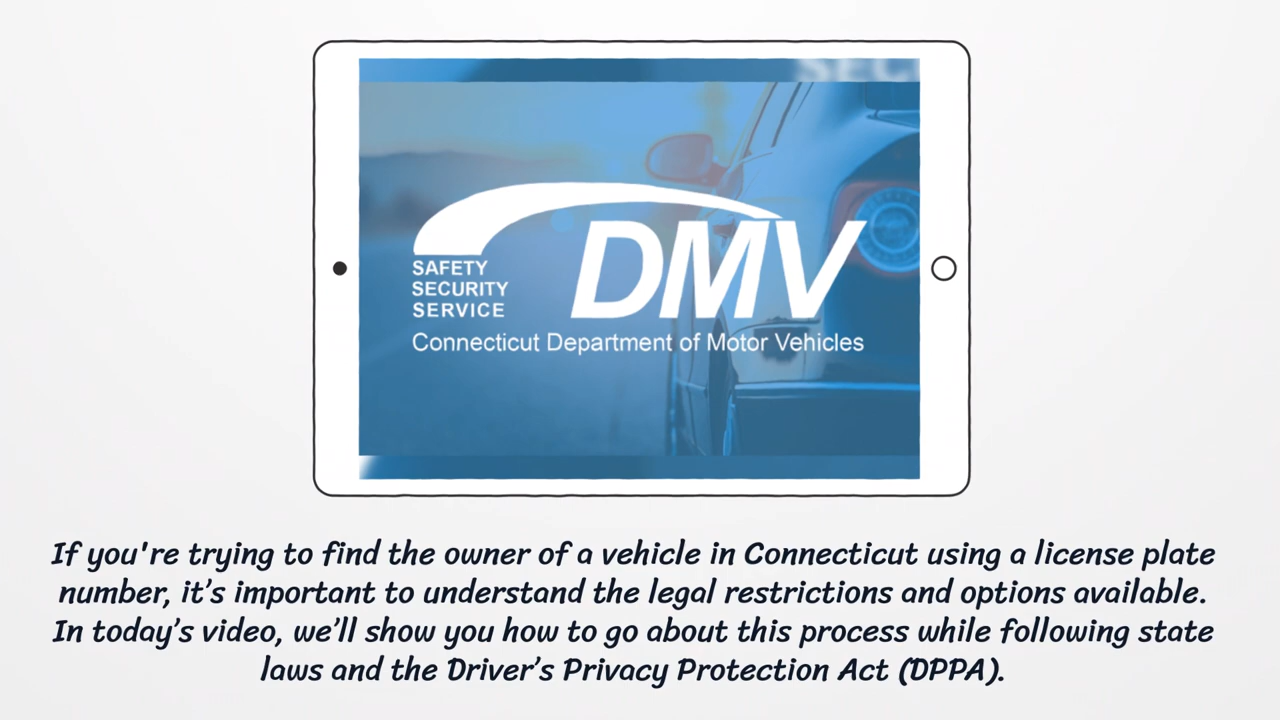 SAFETY
SECURITY
SERVICE
DMV
Connecticut Department of Motor Vehicles
If you're trying to find the owner of a vehicle in Connecticut using a license plate
number, it’s important to understand the legal restrictions and options available.
In today’s video, we’ll show you how to go about this process while following state
laws and the Driver’s Privacy Protection Act (DPPA).